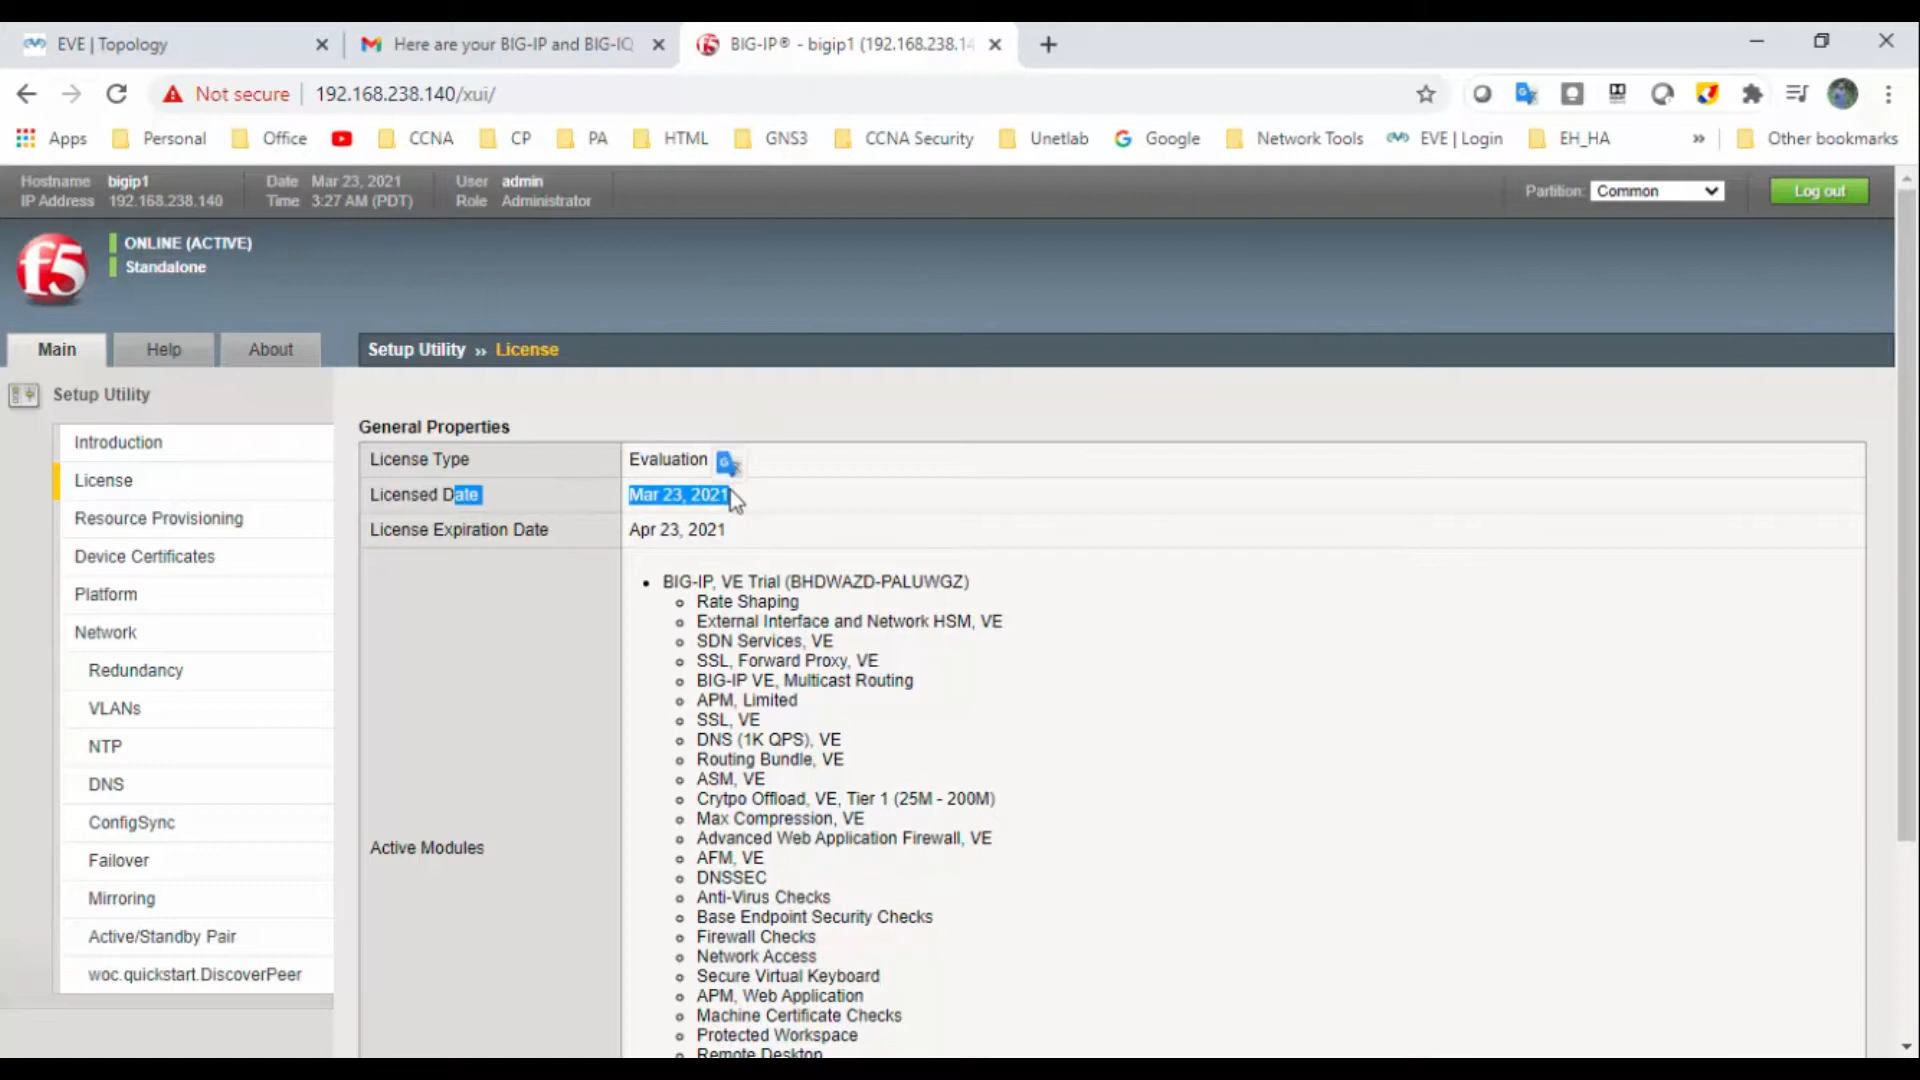 EVE | Topology
Here are your BIG-IP and BIG-IQ
BIG-IP® - bigip1 (192.168.238.14
Not secure
192.168.238.140/xui/
Apps
Personal
Office
CCNA
CP
PA
HTML
GNS3
CCNA Security
Unetlab
Google
Network Tools
EVE | Login
EH_HA
»
Other bookmarks
Hostname bigip1
IP Address 192.168.238.140
Date Mar 23, 2021
Time 3:27 AM (PDT)
User admin
Role Administrator
Partition: Common
Log out
f5
ONLINE (ACTIVE)
Standalone
Main
Help
About
Setup Utility » License
Setup Utility
Introduction
License
Resource Provisioning
Device Certificates
Platform
Network
Redundancy
VLANs
NTP
DNS
ConfigSync
Failover
Mirroring
Active/Standby Pair
woc.quickstart.DiscoverPeer
General Properties
License Type
Evaluation
Licensed Date
Mar 23, 2021
License Expiration Date
Apr 23, 2021
Active Modules
BIG-IP, VE Trial (BHDWAZD-PALUWGZ)
Rate Shaping
External Interface and Network HSM, VE
SDN Services, VE
SSL, Forward Proxy, VE
BIG-IP VE, Multicast Routing
APM, Limited
SSL, VE
DNS (1K QPS), VE
Routing Bundle, VE
ASM, VE
Crytpo Offload, VE, Tier 1 (25M - 200M)
Max Compression, VE
Advanced Web Application Firewall, VE
AFM, VE
DNSSEC
Anti-Virus Checks
Base Endpoint Security Checks
Firewall Checks
Network Access
Secure Virtual Keyboard
APM, Web Application
Machine Certificate Checks
Protected Workspace
Remote Desktop